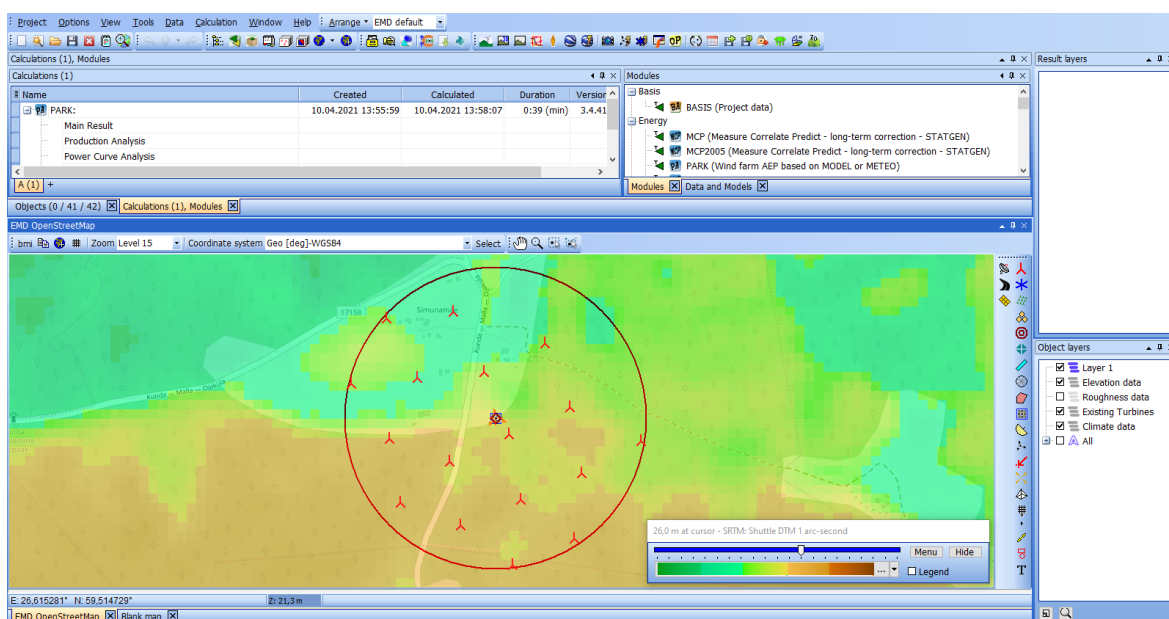 Project Options View Tools Data Calculation Window Help Arrange EMD default
Calculations (1), Modules
Result layers
Calculations (1)
Modules
Name Created Calculated Duration Version
PARK: 10.04.2021 13:55:59 10.04.2021 13:58:07 0:39 (min) 3.4.41
Main Result
Production Analysis
Power Curve Analysis
A (1) +
Basis
BASIS (Project data)
Energy
MCP (Measure Correlate Predict - long-term correction - STATGEN)
MCP2005 (Measure Correlate Predict - long-term correction - STATGEN)
PARK (Wind farm AEP based on MODEL or METEO)
Modules Data and Models
Objects (0 / 41 / 42) Calculations (1), Modules
EMD OpenStreetMap
bmi Zoom Level 15 Coordinate system Geo [deg]-WGS84 Select
17158
Kunda — Malla — Ojaküla
Kunda — Malla — Ojaküla
Object layers
Layer 1
Elevation data
Roughness data
Existing Turbines
Climate data
All
26,0 m at cursor - SRTM: Shuttle DTM 1 arc-second
Menu Hide
... Legend
T
E: 26,615281° N: 59,514729° Z: 21,3 m
EMD OpenStreetMap Blank map